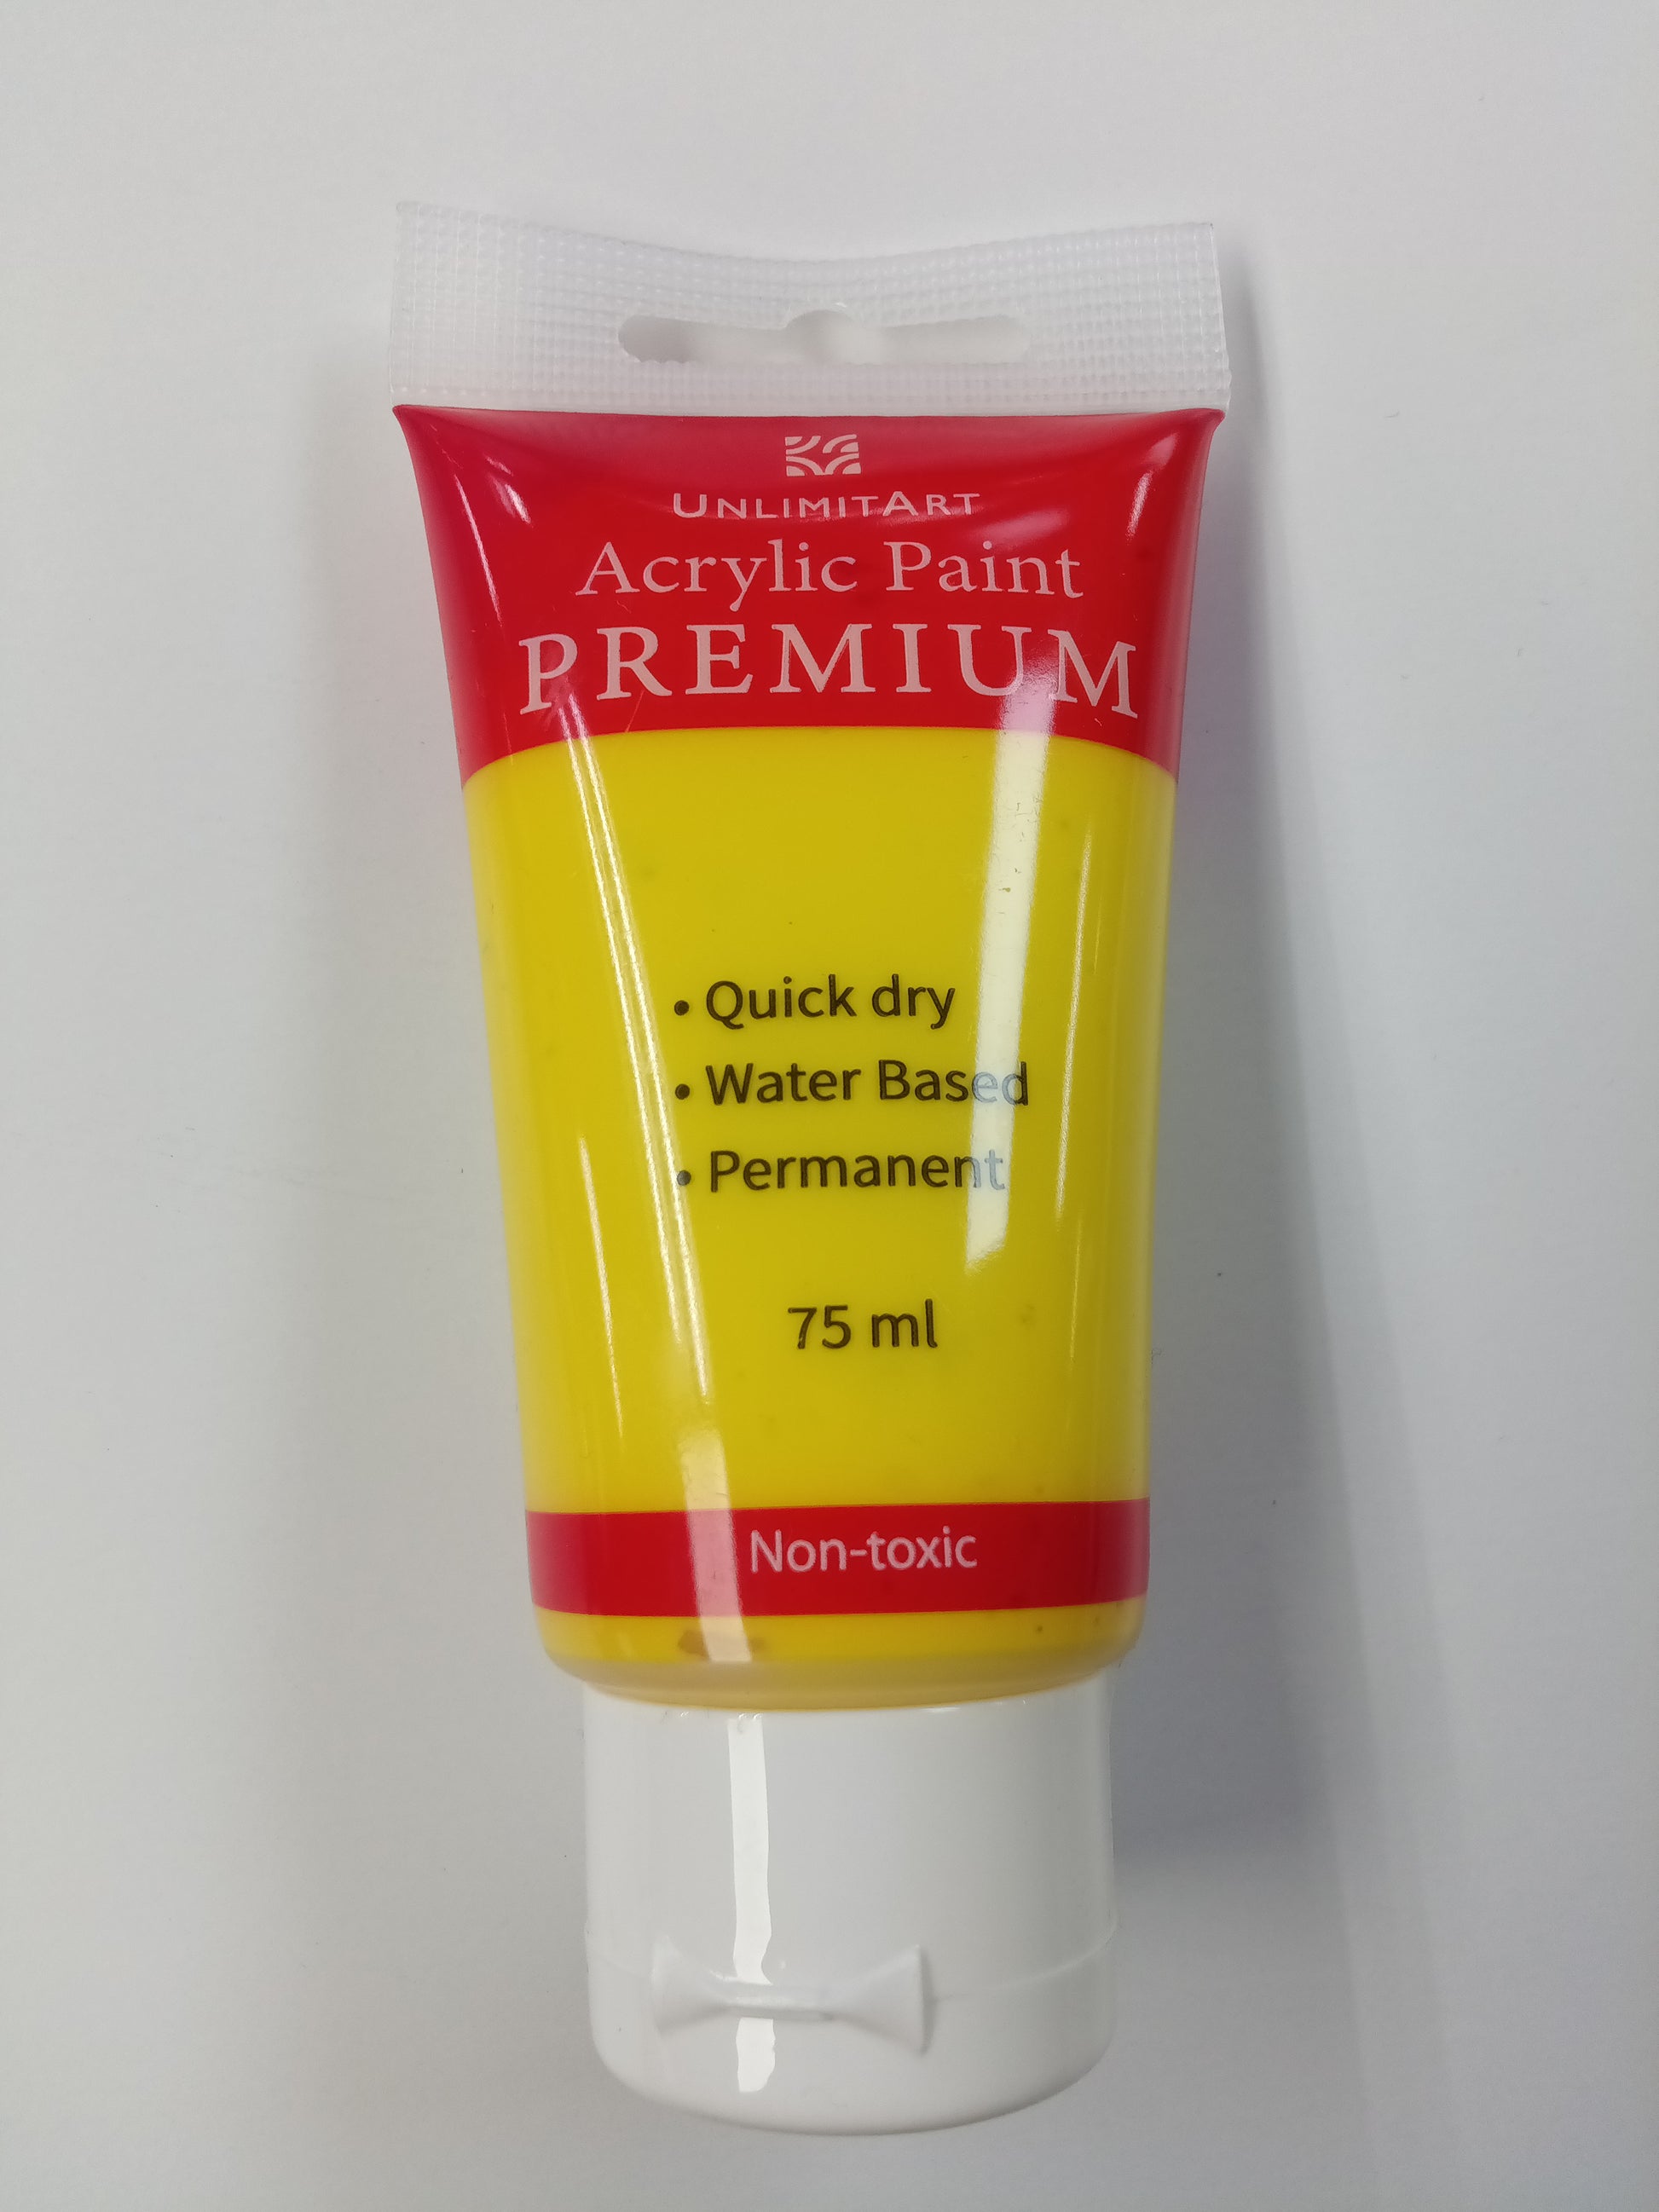 UNLIMITART
Acrylic Paint
PREMIUM
• Quick dry
• Water Based
• Permanent
75 ml
Non-toxic